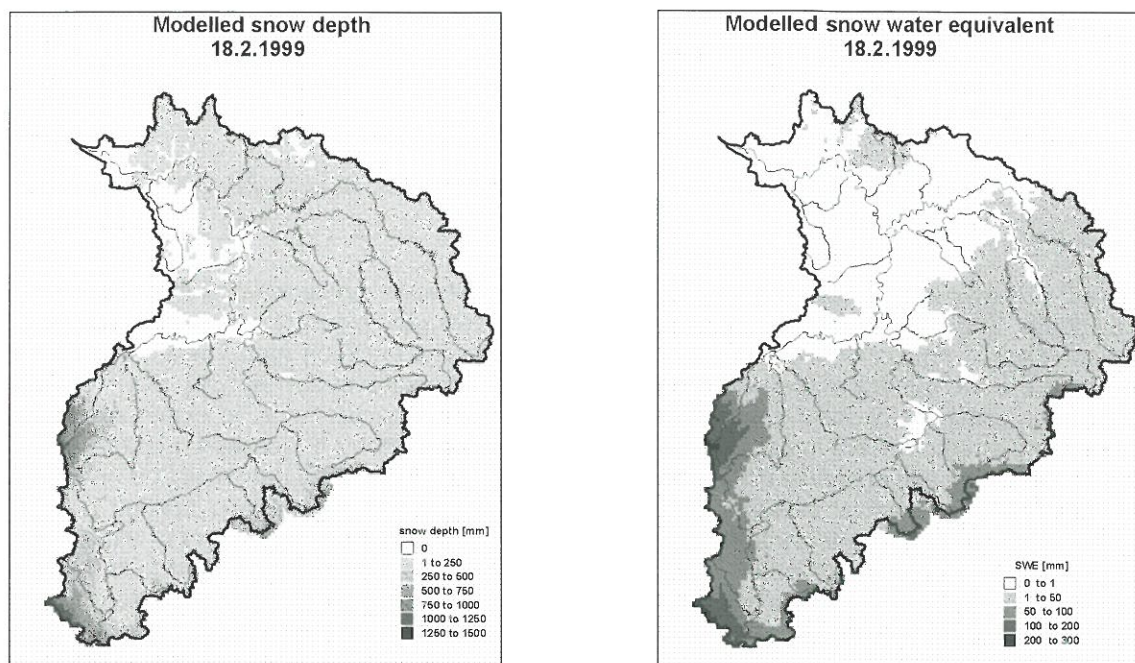 Modelled snow depth
18.2.1999
snow depth [mm]
0
1 to 250
250 to 500
500 to 750
750 to 1000
1000 to 1250
1250 to 1500
Modelled snow water equivalent
18.2.1999
SWE [mm]
0 to 1
1 to 50
50 to 100
100 to 200
200 to 300